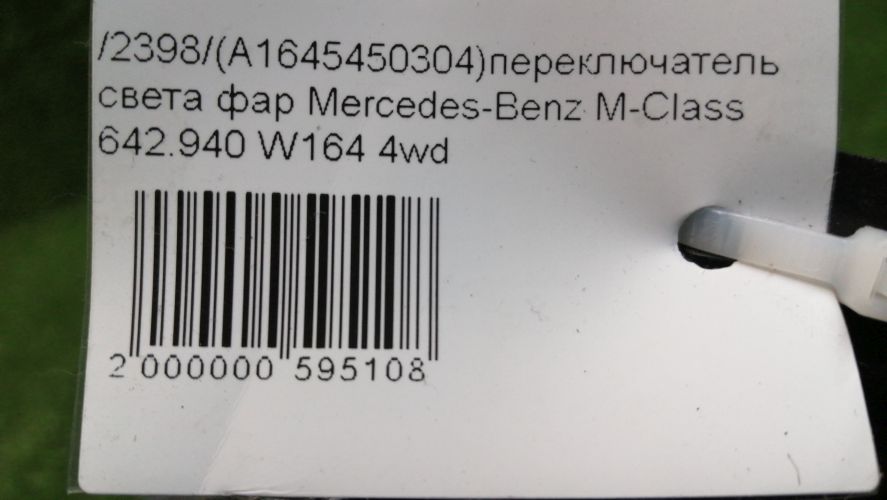 /2398/(A1645450304)переключатель
света фар Mercedes-Benz M-Class
642.940 W164 4wd
2 000000 595108